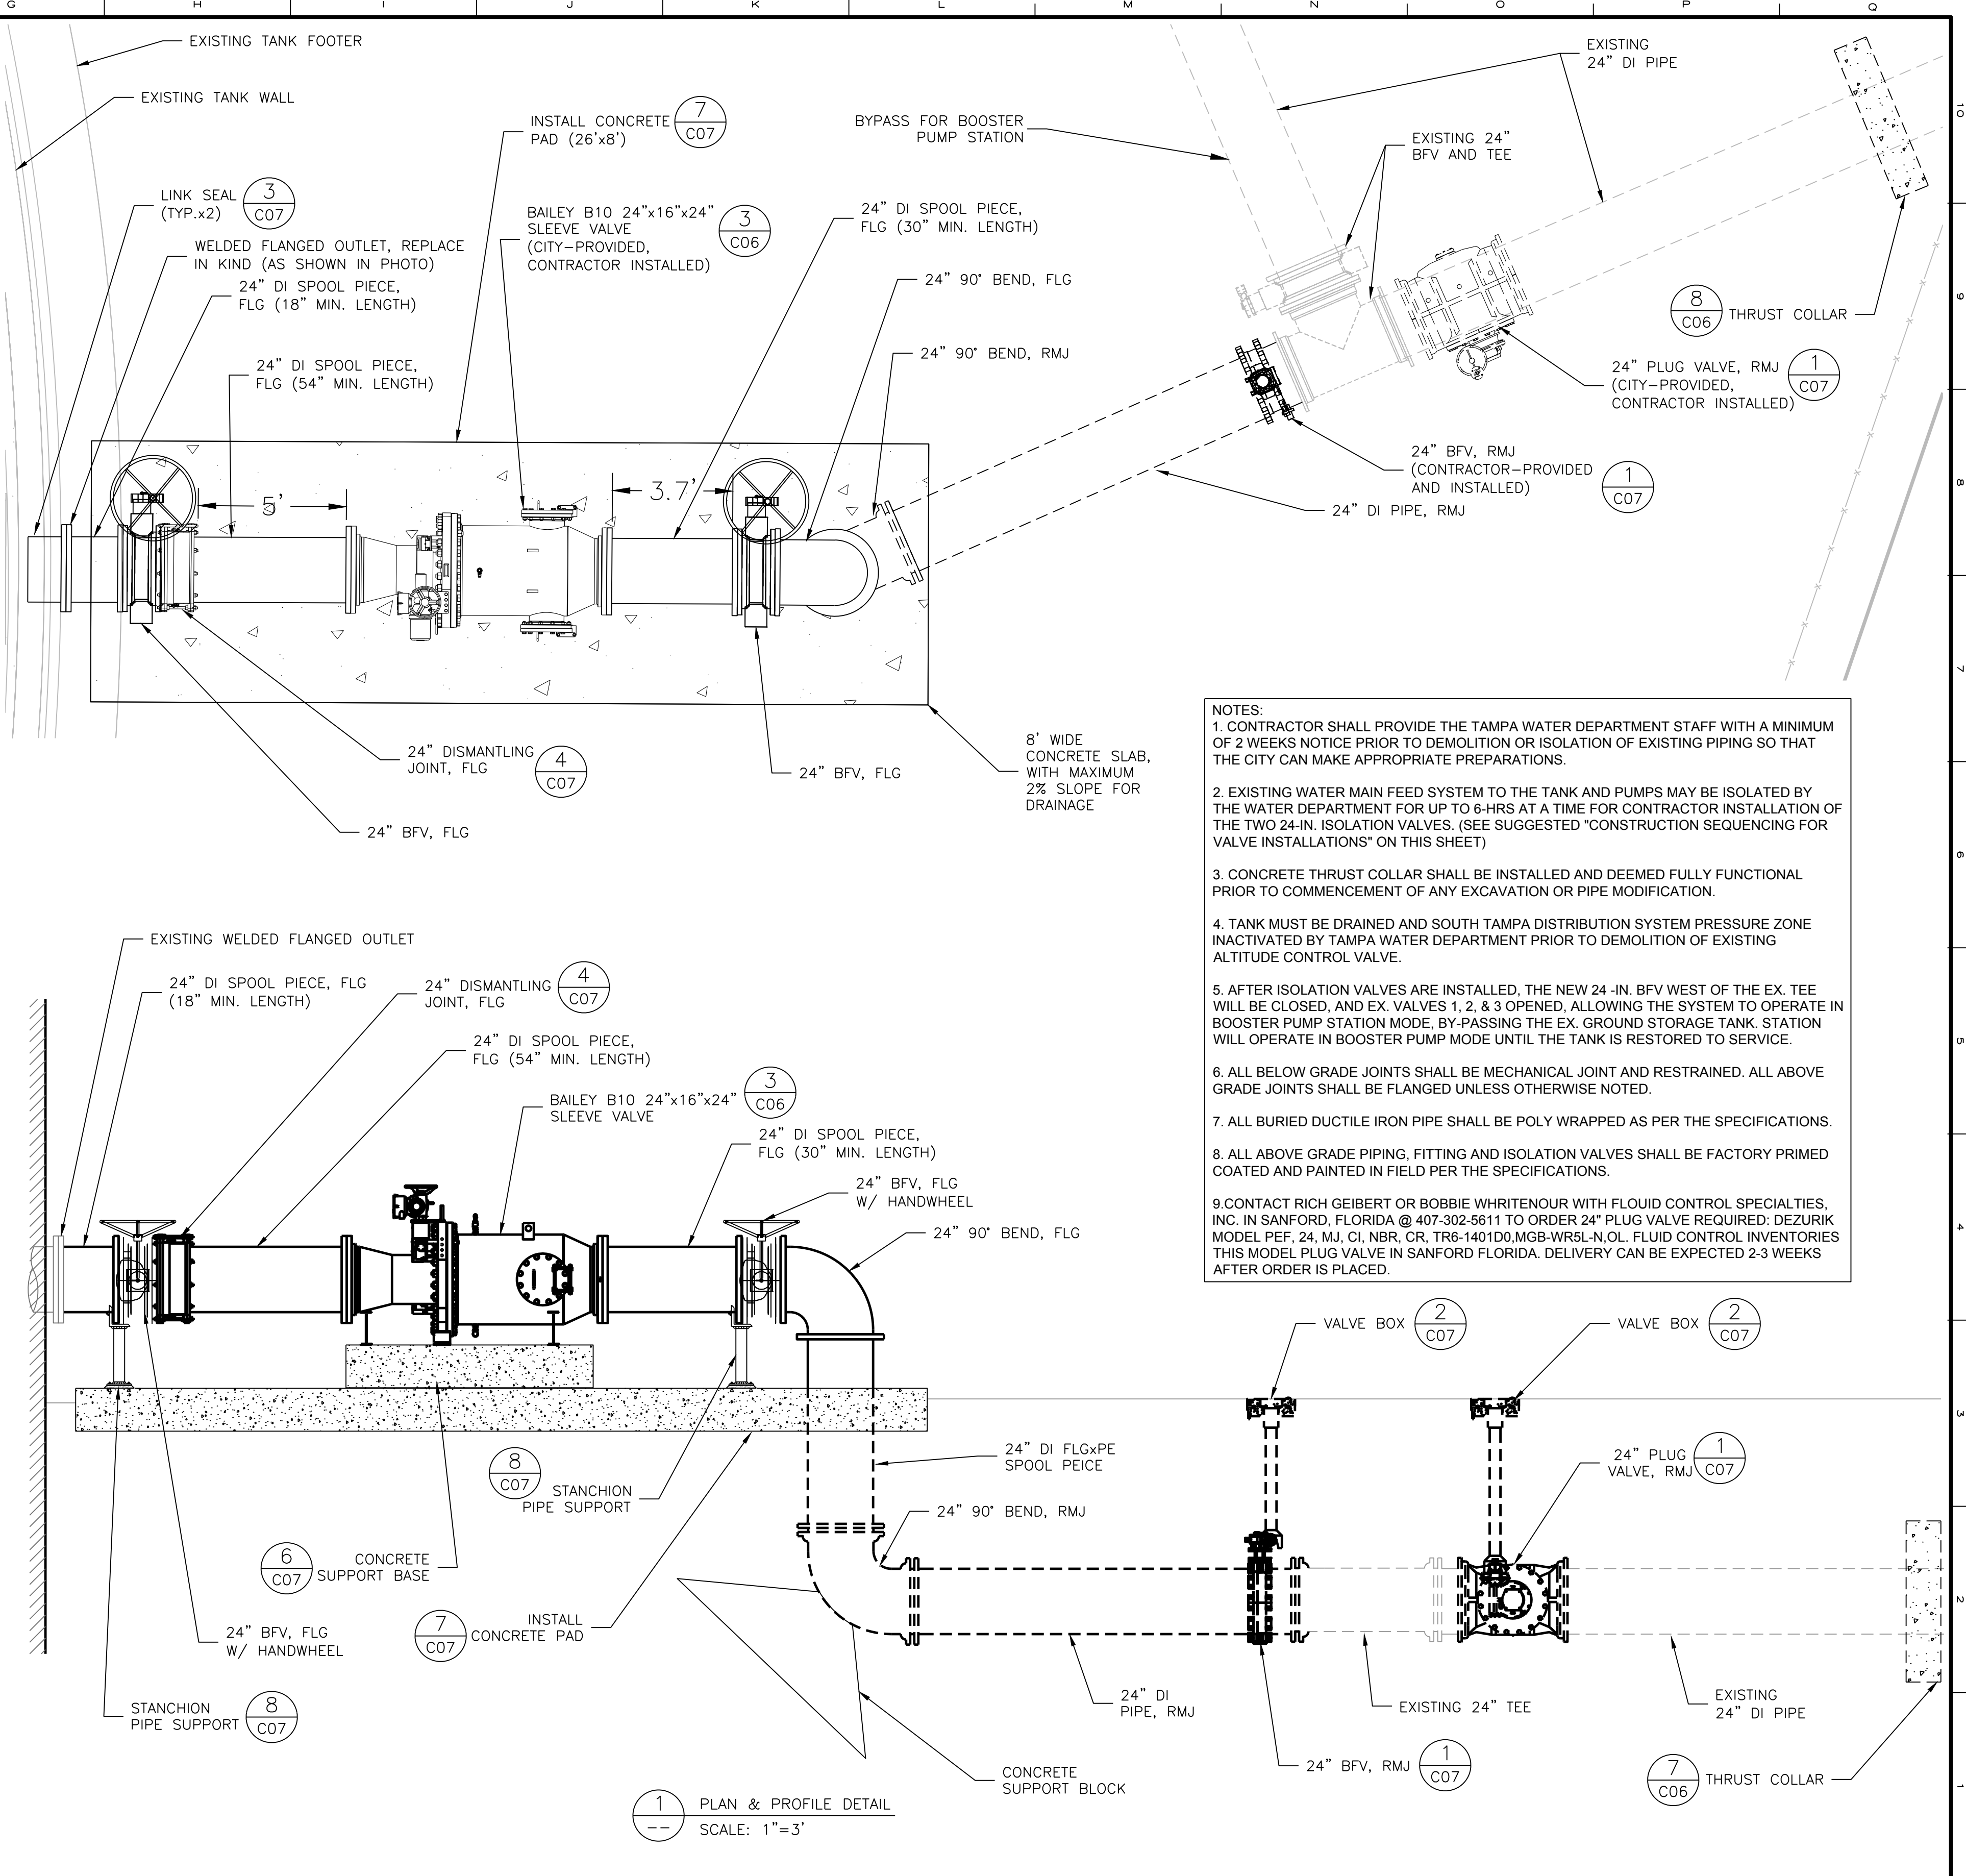 G H I J K L M N O P Q
EXISTING TANK FOOTER
EXISTING TANK WALL
INSTALL CONCRETE
PAD (26'x8')
7
C07
BYPASS FOR BOOSTER
PUMP STATION
EXISTING
24" DI PIPE
EXISTING 24"
BFV AND TEE
10
LINK SEAL
(TYP.x2)
3
C07
WELDED FLANGED OUTLET, REPLACE
IN KIND (AS SHOWN IN PHOTO)
24" DI SPOOL PIECE,
FLG (18" MIN. LENGTH)
24" DI SPOOL PIECE,
FLG (54" MIN. LENGTH)
BAILEY B10 24"x16"x24"
SLEEVE VALVE
(CITY-PROVIDED,
CONTRACTOR INSTALLED)
3
C06
24" DI SPOOL PIECE,
FLG (30" MIN. LENGTH)
24" 90° BEND, FLG
24" 90° BEND, RMJ
8
C06
THRUST COLLAR
9
24" PLUG VALVE, RMJ
(CITY-PROVIDED,
CONTRACTOR INSTALLED)
1
C07
24" BFV, RMJ
(CONTRACTOR-PROVIDED
AND INSTALLED)
1
C07
24" DI PIPE, RMJ
8
5'
3.7'
7
24" DISMANTLING
JOINT, FLG
4
C07
24" BFV, FLG
24" BFV, FLG
8' WIDE
CONCRETE SLAB,
WITH MAXIMUM
2% SLOPE FOR
DRAINAGE
NOTES:
1. CONTRACTOR SHALL PROVIDE THE TAMPA WATER DEPARTMENT STAFF WITH A MINIMUM
OF 2 WEEKS NOTICE PRIOR TO DEMOLITION OR ISOLATION OF EXISTING PIPING SO THAT
THE CITY CAN MAKE APPROPRIATE PREPARATIONS.
2. EXISTING WATER MAIN FEED SYSTEM TO THE TANK AND PUMPS MAY BE ISOLATED BY
THE WATER DEPARTMENT FOR UP TO 6-HRS AT A TIME FOR CONTRACTOR INSTALLATION OF
THE TWO 24-IN. ISOLATION VALVES. (SEE SUGGESTED "CONSTRUCTION SEQUENCING FOR
VALVE INSTALLATIONS" ON THIS SHEET)
3. CONCRETE THRUST COLLAR SHALL BE INSTALLED AND DEEMED FULLY FUNCTIONAL
PRIOR TO COMMENCEMENT OF ANY EXCAVATION OR PIPE MODIFICATION.
4. TANK MUST BE DRAINED AND SOUTH TAMPA DISTRIBUTION SYSTEM PRESSURE ZONE
INACTIVATED BY TAMPA WATER DEPARTMENT PRIOR TO DEMOLITION OF EXISTING
ALTITUDE CONTROL VALVE.
5. AFTER ISOLATION VALVES ARE INSTALLED, THE NEW 24 -IN. BFV WEST OF THE EX. TEE
WILL BE CLOSED, AND EX. VALVES 1, 2, & 3 OPENED, ALLOWING THE SYSTEM TO OPERATE IN
BOOSTER PUMP STATION MODE, BY-PASSING THE EX. GROUND STORAGE TANK. STATION
WILL OPERATE IN BOOSTER PUMP MODE UNTIL THE TANK IS RESTORED TO SERVICE.
6. ALL BELOW GRADE JOINTS SHALL BE MECHANICAL JOINT AND RESTRAINED. ALL ABOVE
GRADE JOINTS SHALL BE FLANGED UNLESS OTHERWISE NOTED.
7. ALL BURIED DUCTILE IRON PIPE SHALL BE POLY WRAPPED AS PER THE SPECIFICATIONS.
8. ALL ABOVE GRADE PIPING, FITTING AND ISOLATION VALVES SHALL BE FACTORY PRIMED
COATED AND PAINTED IN FIELD PER THE SPECIFICATIONS.
9.CONTACT RICH GEIBERT OR BOBBIE WHRITENOUR WITH FLOUID CONTROL SPECIALTIES,
INC. IN SANFORD, FLORIDA @ 407-302-5611 TO ORDER 24" PLUG VALVE REQUIRED: DEZURIK
MODEL PEF, 24, MJ, CI, NBR, CR, TR6-1401D0,MGB-WR5L-N,OL. FLUID CONTROL INVENTORIES
THIS MODEL PLUG VALVE IN SANFORD FLORIDA. DELIVERY CAN BE EXPECTED 2-3 WEEKS
AFTER ORDER IS PLACED.
6
5
4
EXISTING WELDED FLANGED OUTLET
24" DI SPOOL PIECE, FLG
(18" MIN. LENGTH)
24" DISMANTLING
JOINT, FLG
4
C07
24" DI SPOOL PIECE,
FLG (54" MIN. LENGTH)
BAILEY B10 24"x16"x24"
SLEEVE VALVE
3
C06
24" DI SPOOL PIECE,
FLG (30" MIN. LENGTH)
24" BFV, FLG
W/ HANDWHEEL
24" 90° BEND, FLG
VALVE BOX
2
C07
VALVE BOX
2
C07
3
24" DI FLGxPE
SPOOL PEICE
24" PLUG
VALVE, RMJ
1
C07
8
C07
STANCHION
PIPE SUPPORT
24" 90° BEND, RMJ
6
C07
CONCRETE
SUPPORT BASE
7
C07
INSTALL
CONCRETE PAD
24" BFV, FLG
W/ HANDWHEEL
2
STANCHION
PIPE SUPPORT
8
C07
24" DI
PIPE, RMJ
EXISTING 24" TEE
EXISTING
24" DI PIPE
CONCRETE
SUPPORT BLOCK
24" BFV, RMJ
1
C07
7
C06
THRUST COLLAR
1
1
--
PLAN & PROFILE DETAIL
SCALE: 1"=3'